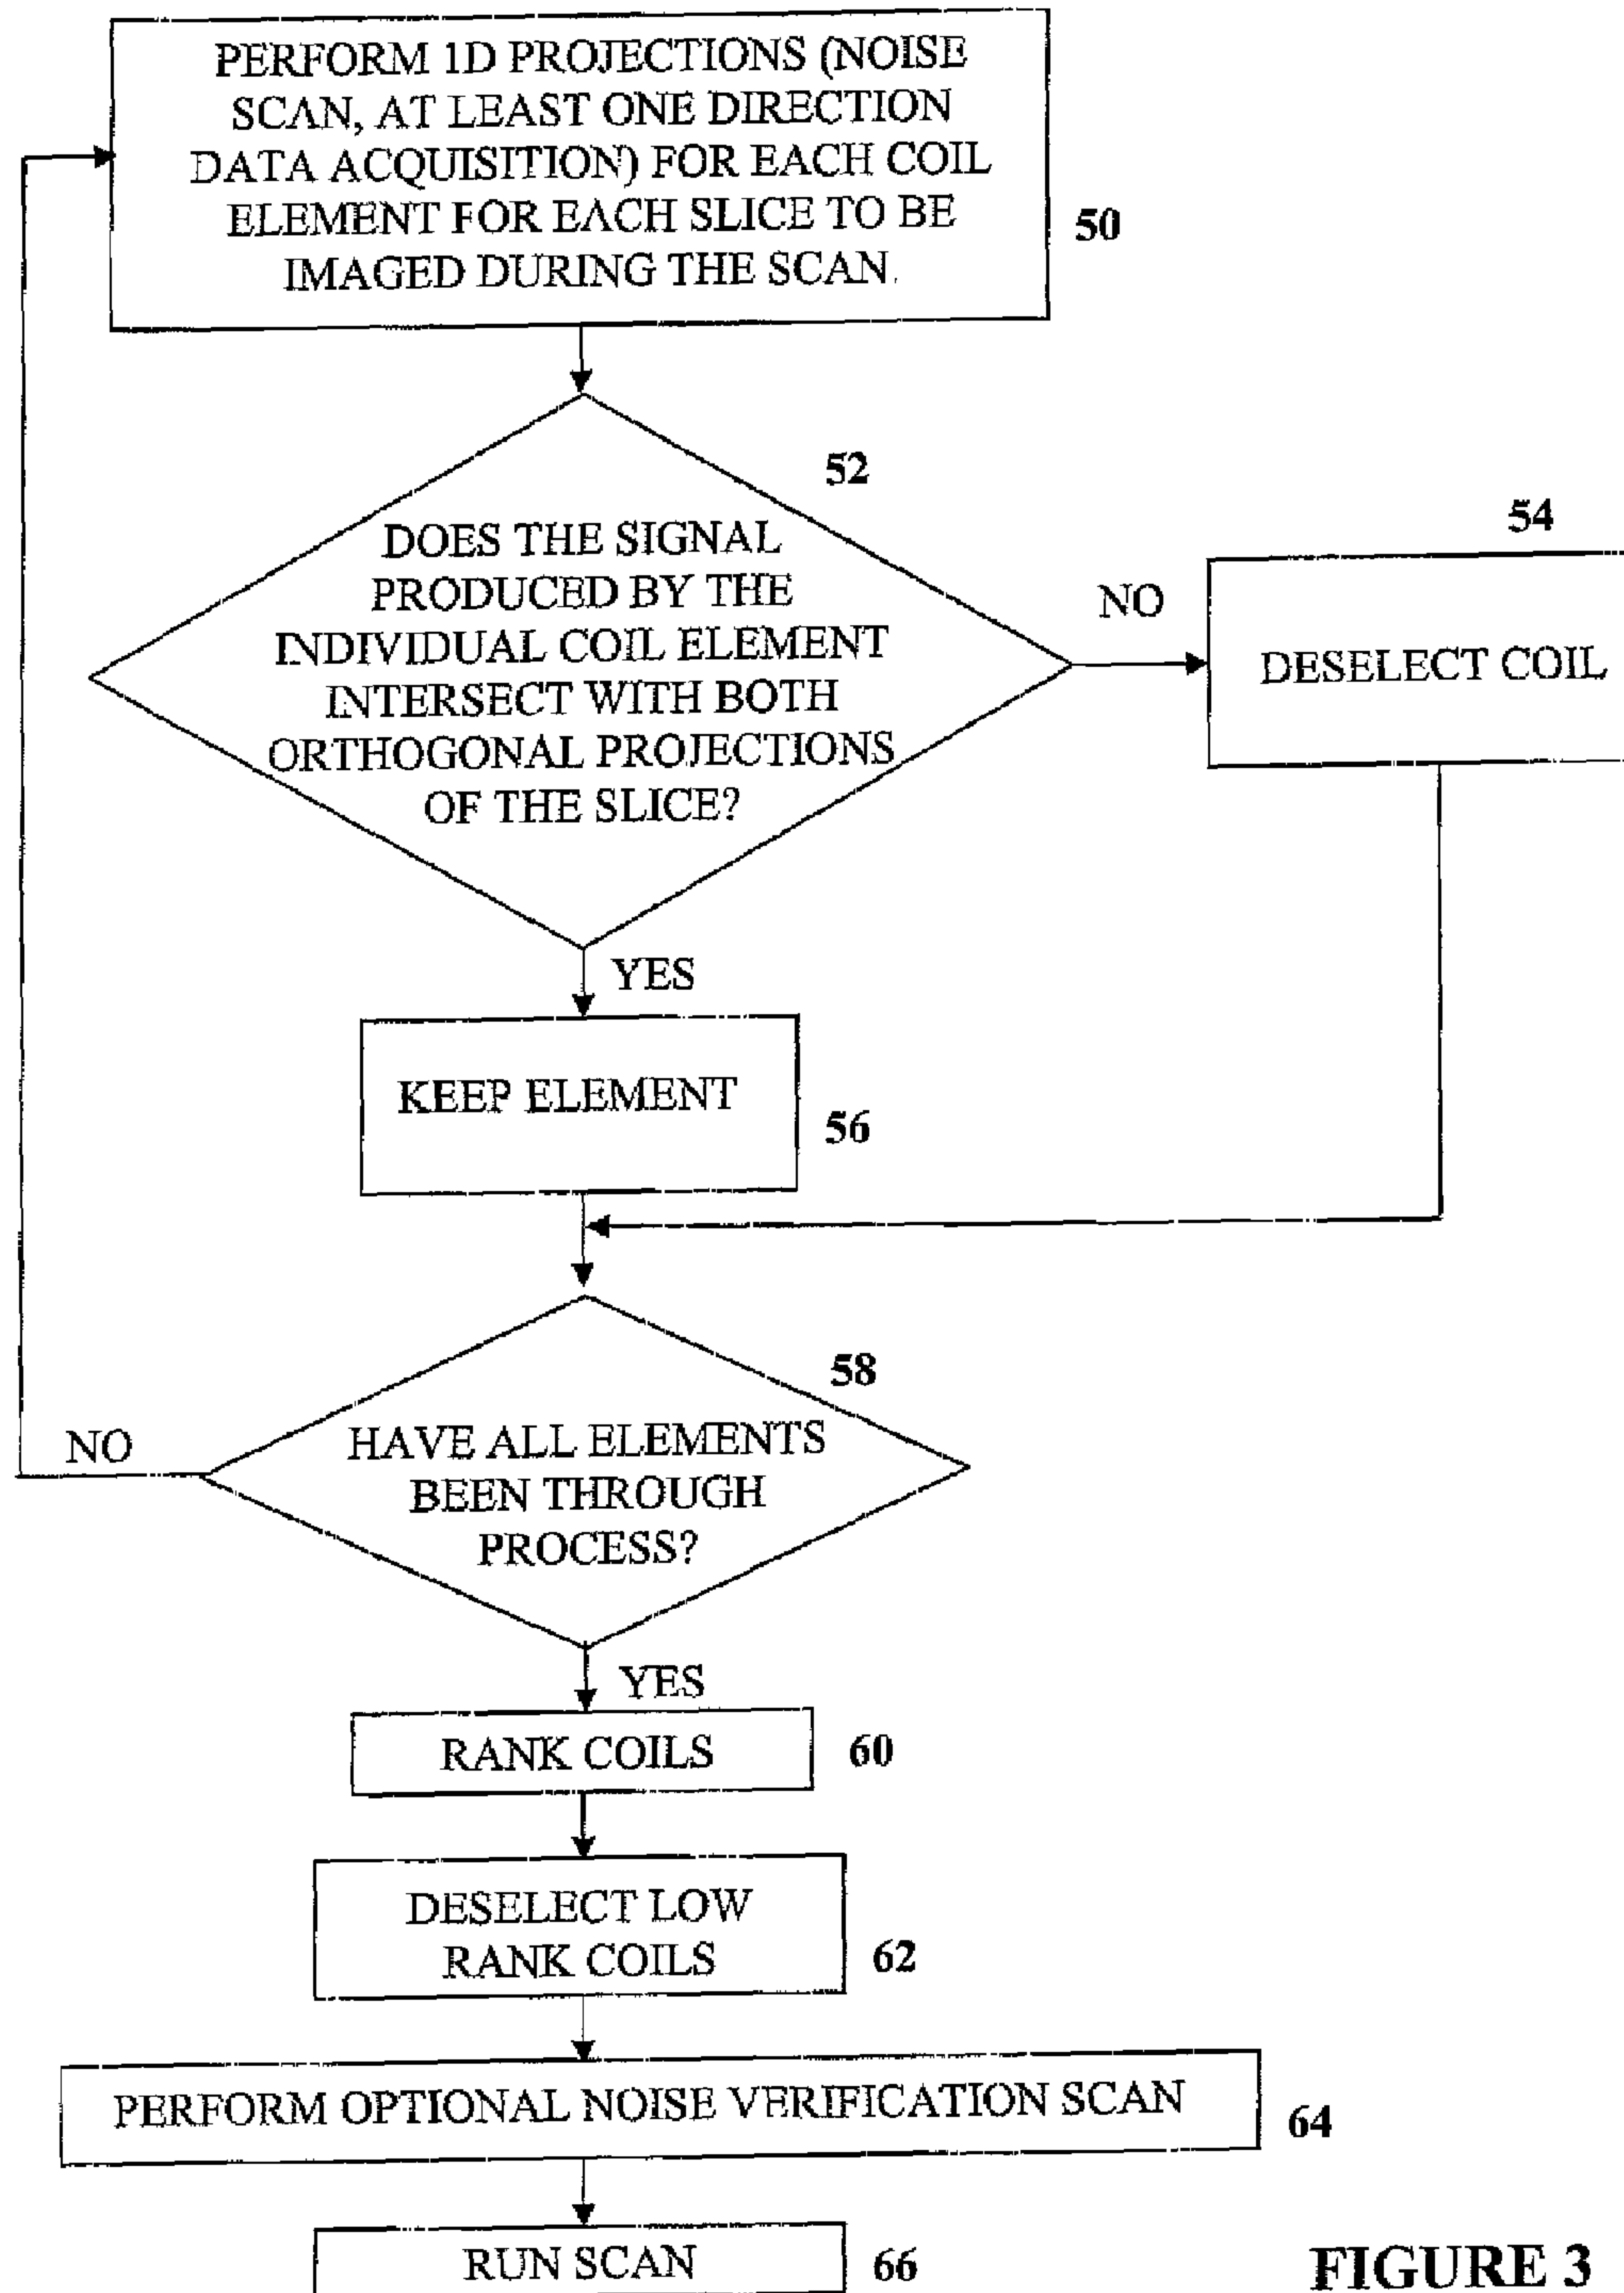 PERFORM 1D PROJECTIONS (NOISE
SCAN, AT LEAST ONE DIRECTION
DATA ACQUISITION) FOR EACH COIL
ELEMENT FOR EACH SLICE TO BE
IMAGED DURING THE SCAN.
50
52
DOES THE SIGNAL
PRODUCED BY THE
INDIVIDUAL COIL ELEMENT
INTERSECT WITH BOTH
ORTHOGONAL PROJECTIONS
OF THE SLICE?
NO
54
DESELECT COIL
YES
KEEP ELEMENT
56
58
HAVE ALL ELEMENTS
BEEN THROUGH
PROCESS?
NO
YES
RANK COILS
60
DESELECT LOW
RANK COILS
62
PERFORM OPTIONAL NOISE VERIFICATION SCAN
64
RUN SCAN
66
FIGURE 3